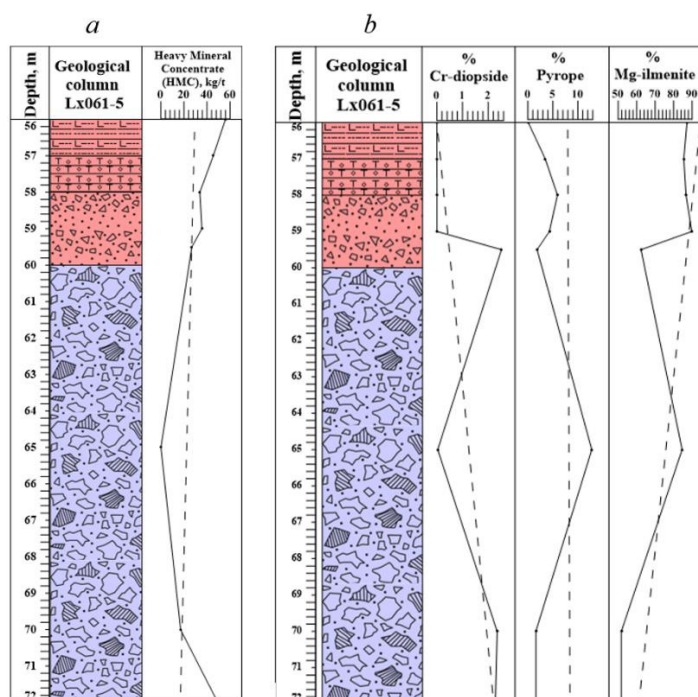 a
b
Depth, m
Geological
column
Lx061-5
Heavy Mineral
Concentrate
(HMC), kg/t
0 20 40 60
56
57
58
59
60
61
62
63
64
65
66
67
68
69
70
71
Depth, m
Geological
column
Lx061-5
%
Cr-diopside
0 1 2
%
Pyrope
0 5 10
%
Mg-ilmenite
50 60 70 80 90
56
57
58
59
60
61
62
63
64
65
66
67
68
69
70
71